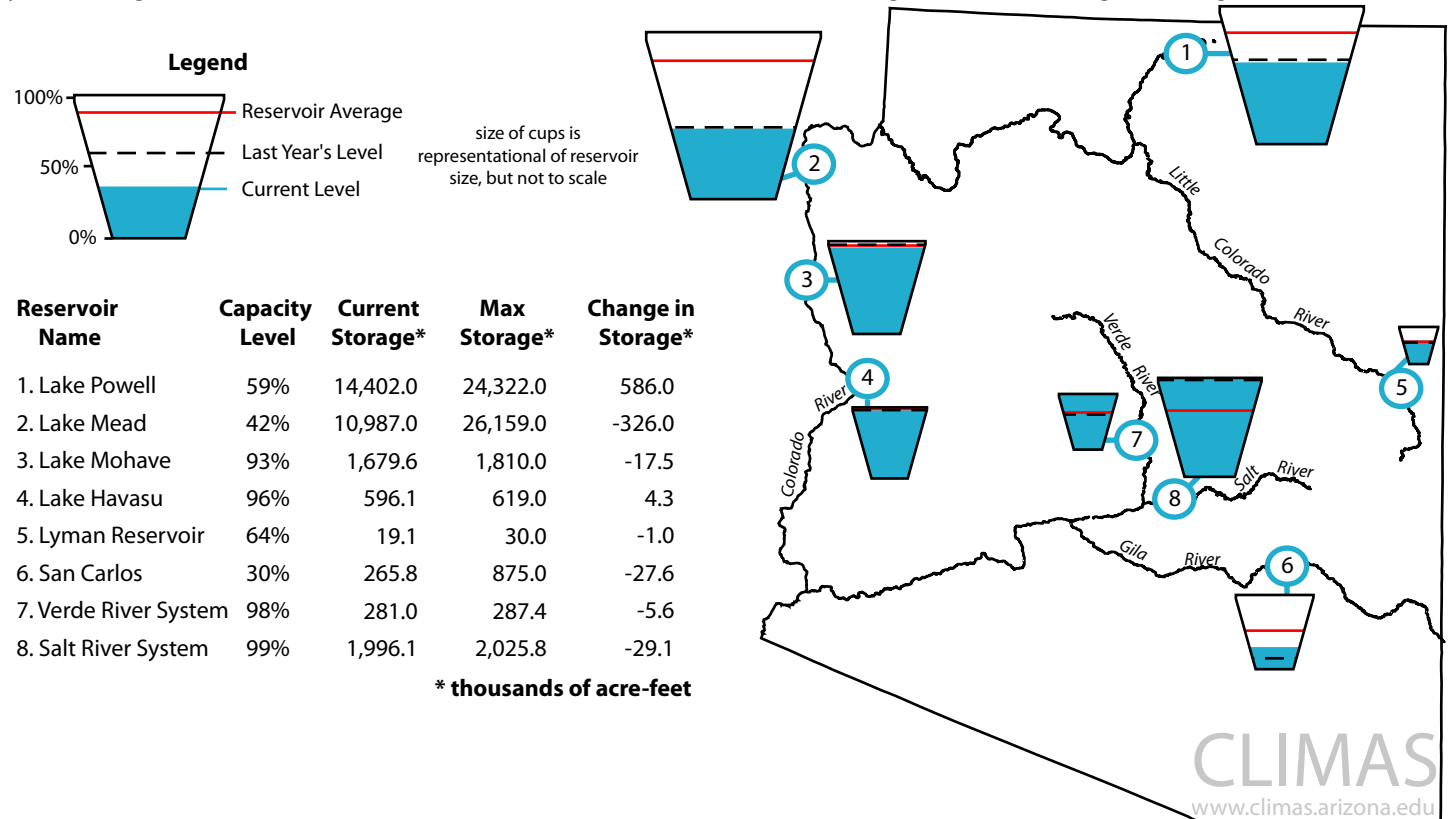 Legend
100%
50%
0%
Reservoir Average
Last Year's Level
Current Level
size of cups is
representational of reservoir
size, but not to scale
Reservoir Name Capacity Level Current Storage* Max Storage* Change in Storage*
1. Lake Powell 59% 14,402.0 24,322.0 586.0
2. Lake Mead 42% 10,987.0 26,159.0 -326.0
3. Lake Mohave 93% 1,679.6 1,810.0 -17.5
4. Lake Havasu 96% 596.1 619.0 4.3
5. Lyman Reservoir 64% 19.1 30.0 -1.0
6. San Carlos 30% 265.8 875.0 -27.6
7. Verde River System 98% 281.0 287.4 -5.6
8. Salt River System 99% 1,996.1 2,025.8 -29.1
* thousands of acre-feet
1
2
3
4
5
6
7
8
Little Colorado River
Verde River
Colorado River
Salt River
Gila River
CLIMAS
www.climas.arizona.edu